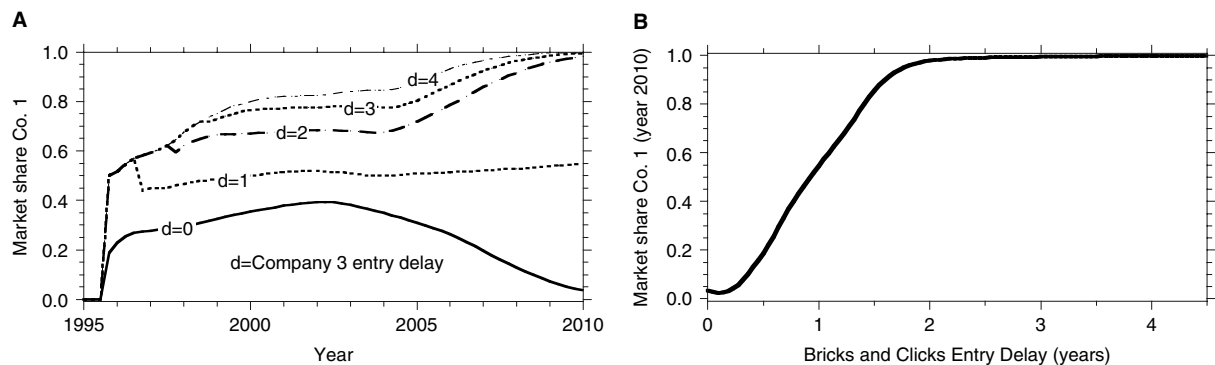 A
Market share Co. 1
1.0
0.8
0.6
0.4
0.2
0.0
d=4
d=3
d=2
d=1
d=0
d=Company 3 entry delay
1995
2000
2005
2010
Year
B
Market share Co. 1 (year 2010)
1.0
0.8
0.6
0.4
0.2
0.0
0
1
2
3
4
Bricks and Clicks Entry Delay (years)